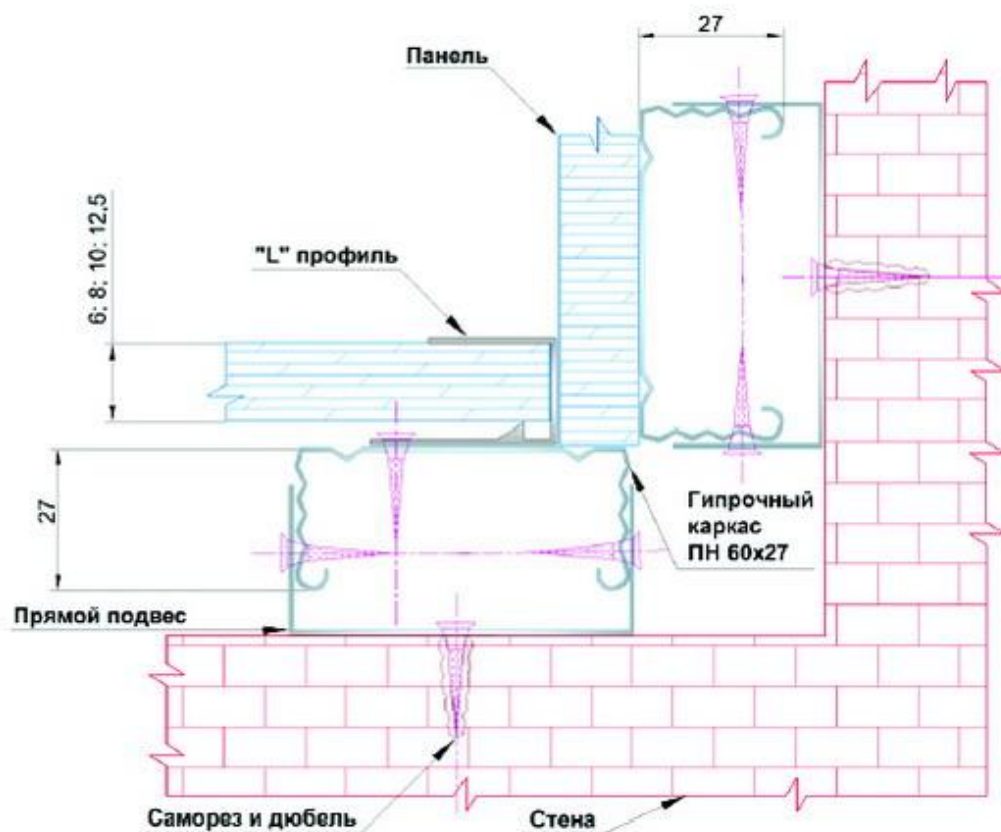 27
Панель
6; 8; 10; 12,5
"L" профиль
27
Гипрочный
каркас
ПН 60х27
Прямой подвес
Саморез и дюбель
Стена